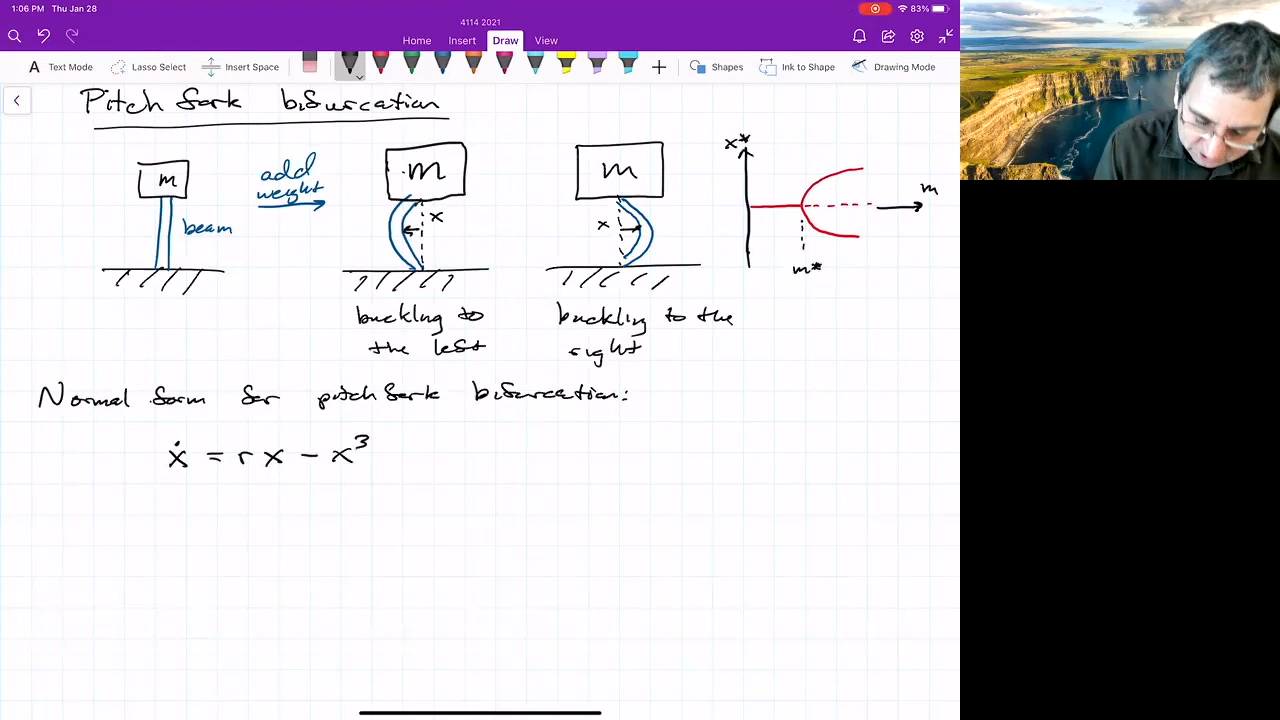 1:06 PM Thu Jan 28
83%
4114 2021
Home Insert Draw View
Text Mode Lasso Select Insert Space Shapes Ink to Shape Drawing Mode
Pitchfork bifurcation
m
beam
add
weight
m
x
buckling to
the left
m
x
buckling to the
right
x*
m
m*
Normal form for pitchfork bifurcation:
ẋ = rx - x³